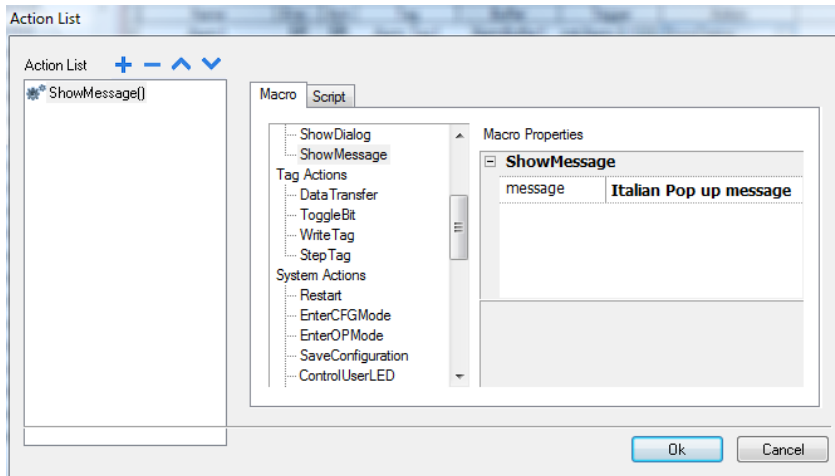 Action List
Action List
ShowMessage()
Macro
Script
ShowDialog
ShowMessage
Tag Actions
DataTransfer
ToggleBit
WriteTag
StepTag
System Actions
Restart
EnterCFGMode
EnterOPMode
SaveConfiguration
ControlUserLED
Macro Properties
ShowMessage
message Italian Pop up message
Ok
Cancel